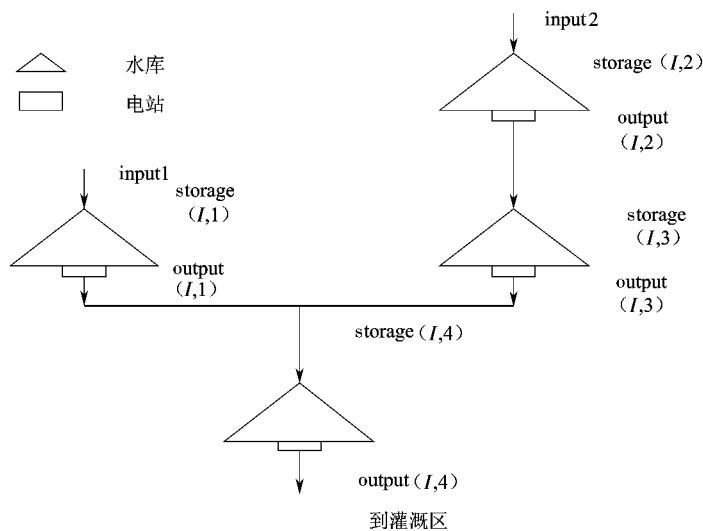 input2
storage（I,2）
水库
电站
output
（I,2）
input1
storage
（I,1）
storage
（I,3）
output
（I,1）
output
（I,3）
storage（I,4）
output（I,4）
到灌溉区